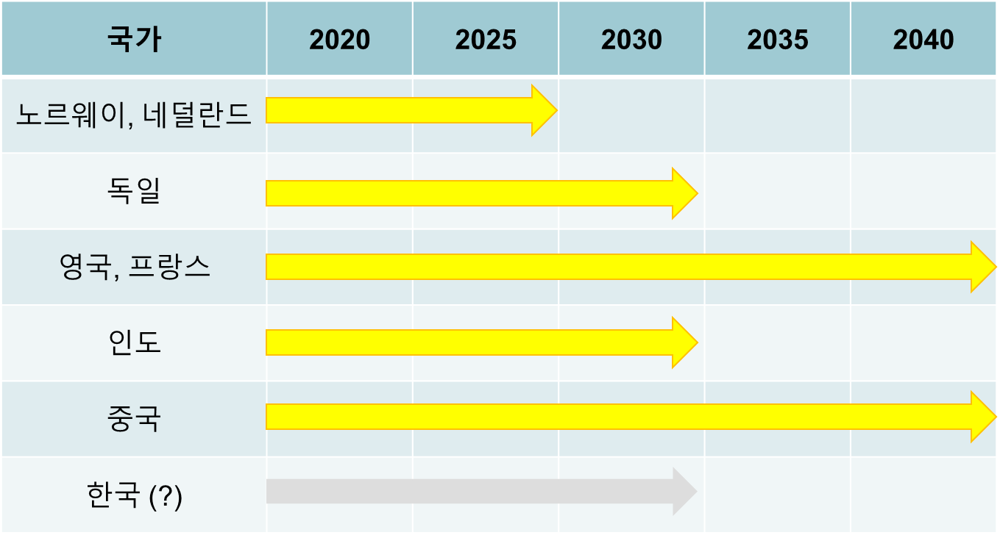 국가 2020 2025 2030 2035 2040
노르웨이, 네덜란드
독일
영국, 프랑스
인도
중국
한국 (?)